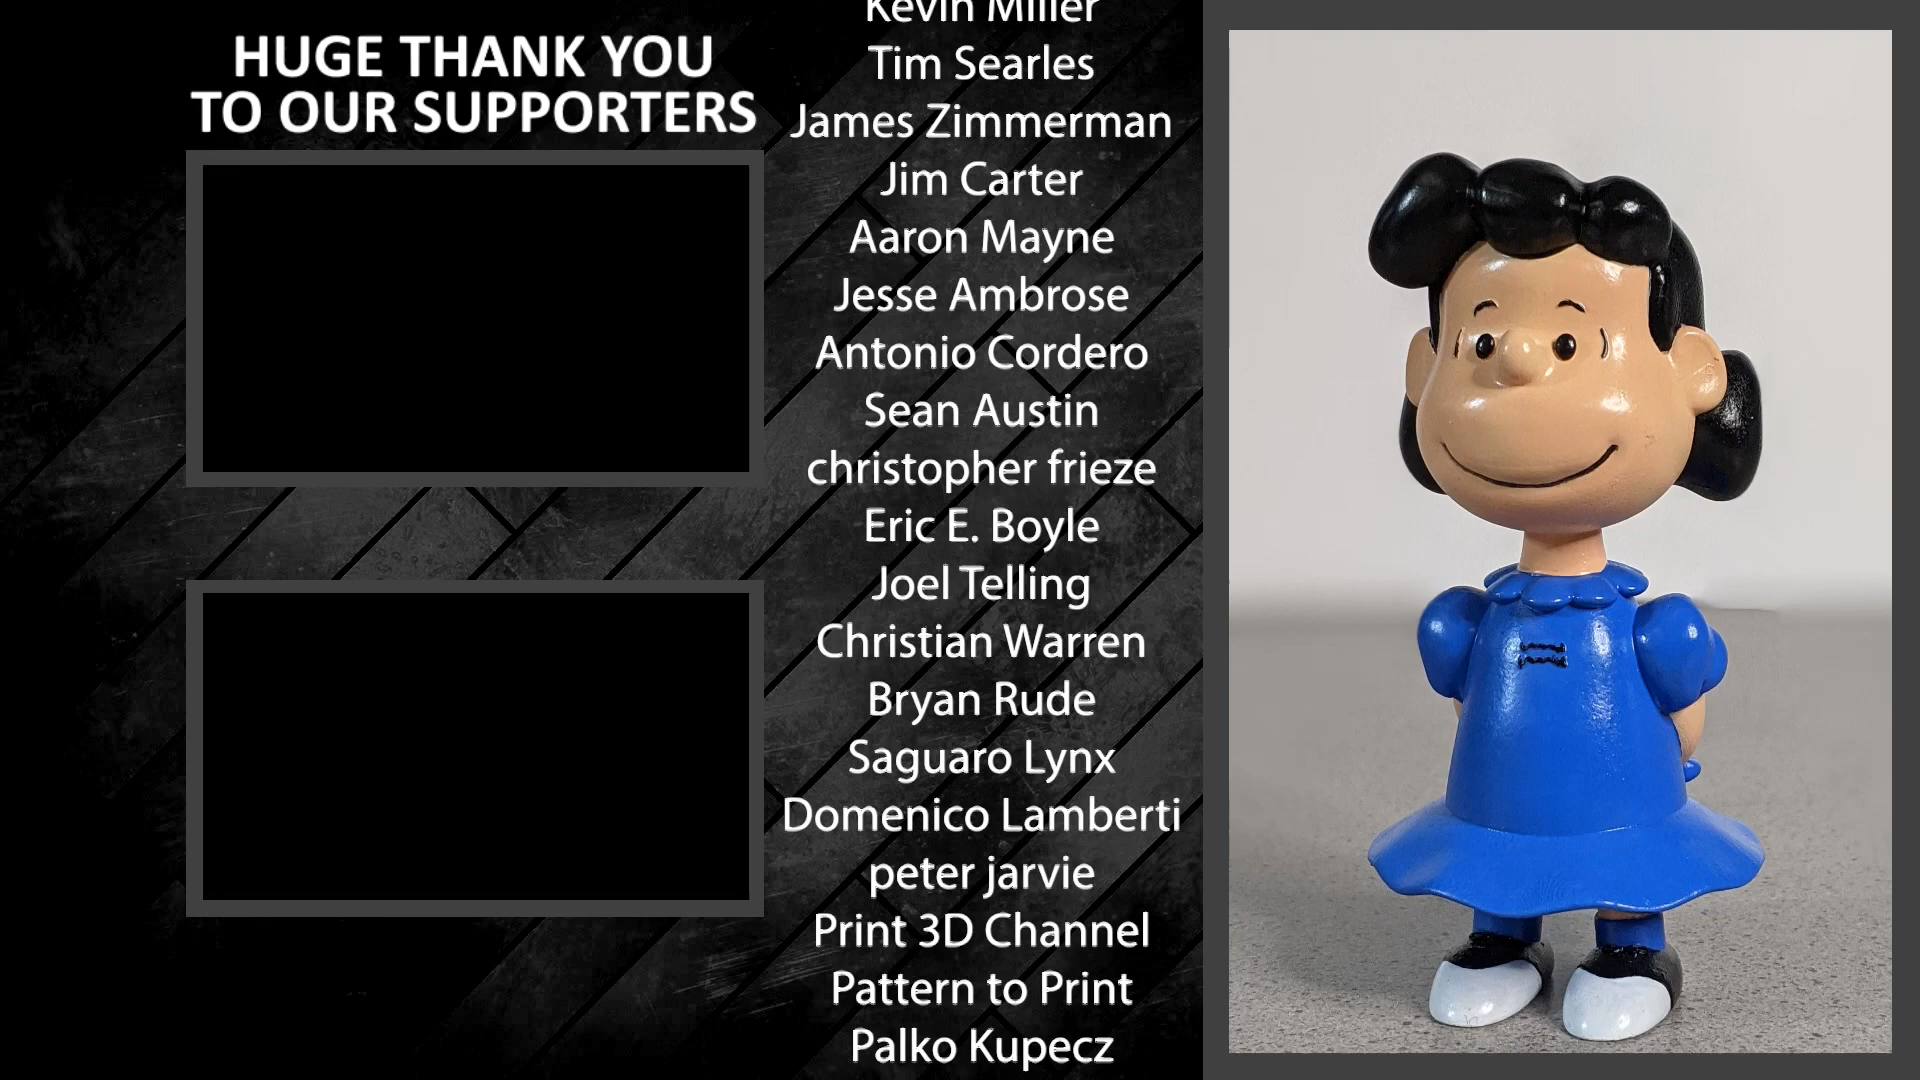 HUGE THANK YOU
TO OUR SUPPORTERS
Kevin Miller
Tim Searles
James Zimmerman
Jim Carter
Aaron Mayne
Jesse Ambrose
Antonio Cordero
Sean Austin
christopher frieze
Eric E. Boyle
Joel Telling
Christian Warren
Bryan Rude
Saguaro Lynx
Domenico Lamberti
peter jarvie
Print 3D Channel
Pattern to Print
Palko Kupecz